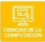 CIENCIAS DE LA
COMPUTACIÓN